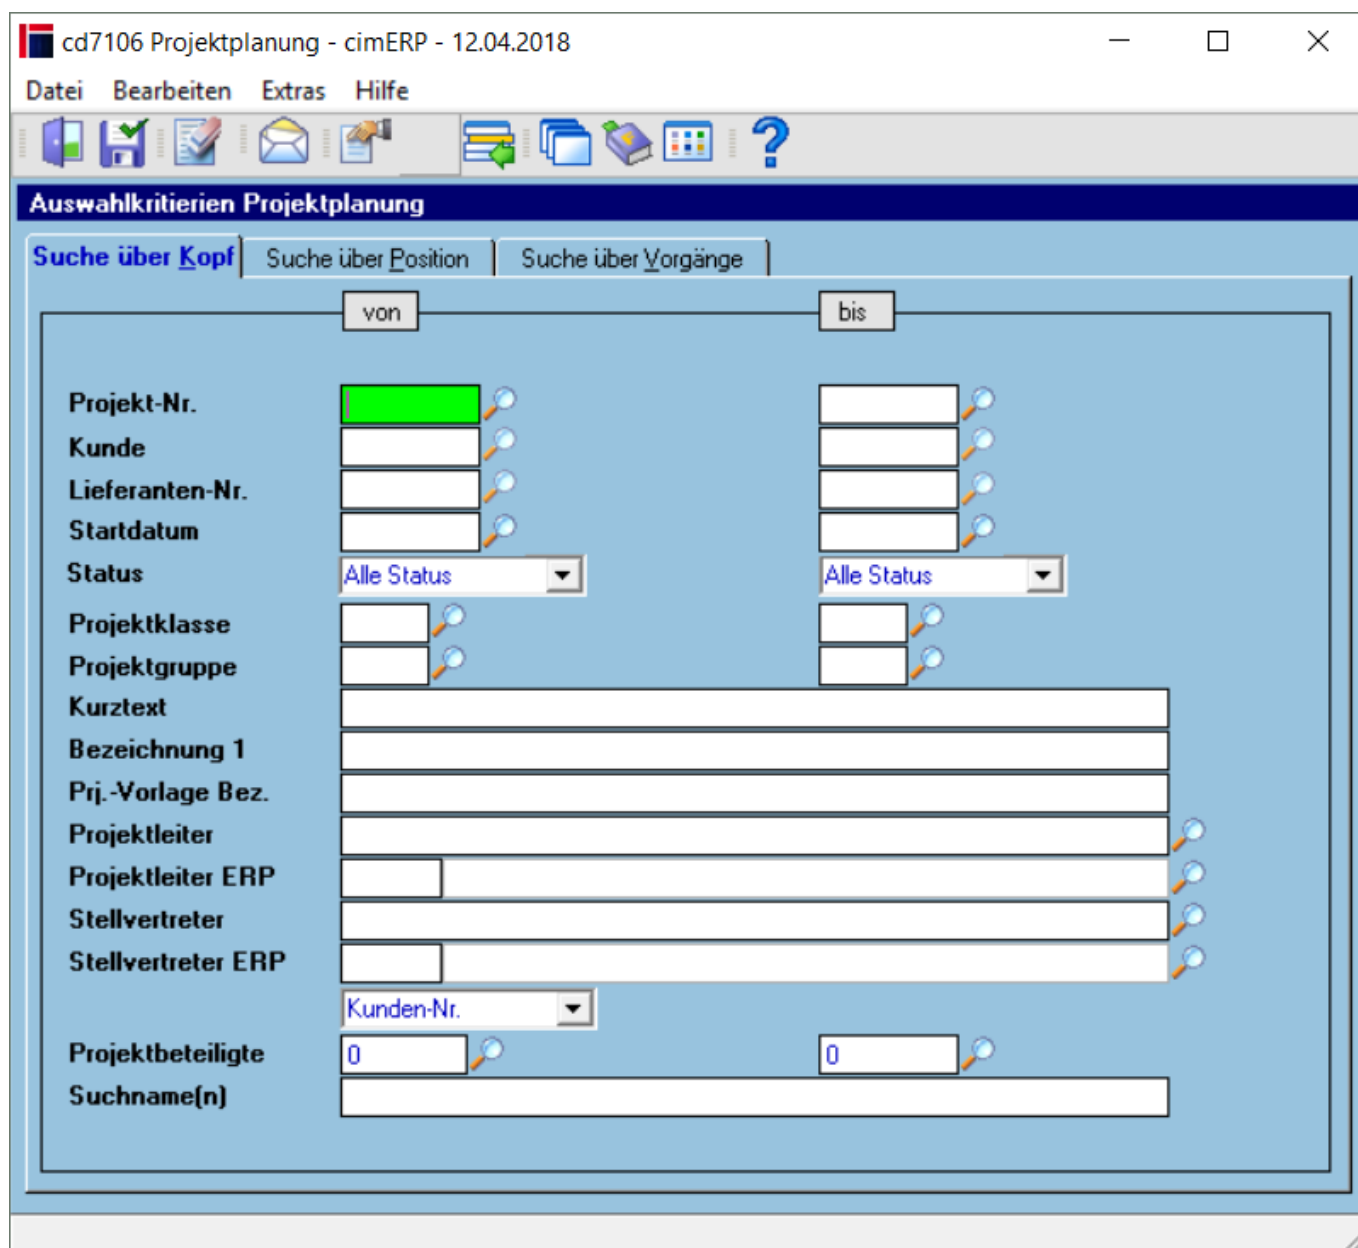 cd7106 Projektplanung - cimERP - 12.04.2018
Datei Bearbeiten Extras Hilfe
Auswahlkritierien Projektplanung
Suche über Kopf Suche über Position Suche über Vorgänge
von bis
Projekt-Nr.
Kunde
Lieferanten-Nr.
Startdatum
Status Alle Status Alle Status
Projektklasse
Projektgruppe
Kurztext
Bezeichnung 1
Prj.-Vorlage Bez.
Projektleiter
Projektleiter ERP
Stellvertreter
Stellvertreter ERP
Kunden-Nr.
Projektbeteiligte 0 0
Suchname(n)